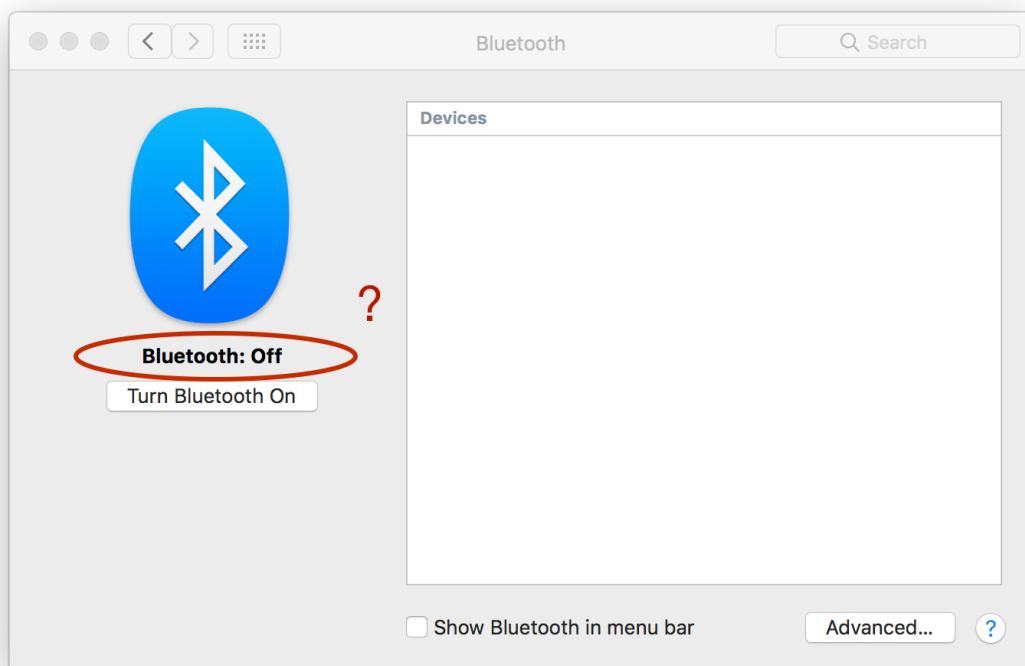 Bluetooth
Search
Devices
?
Bluetooth: Off
Turn Bluetooth On
Show Bluetooth in menu bar
Advanced...
?